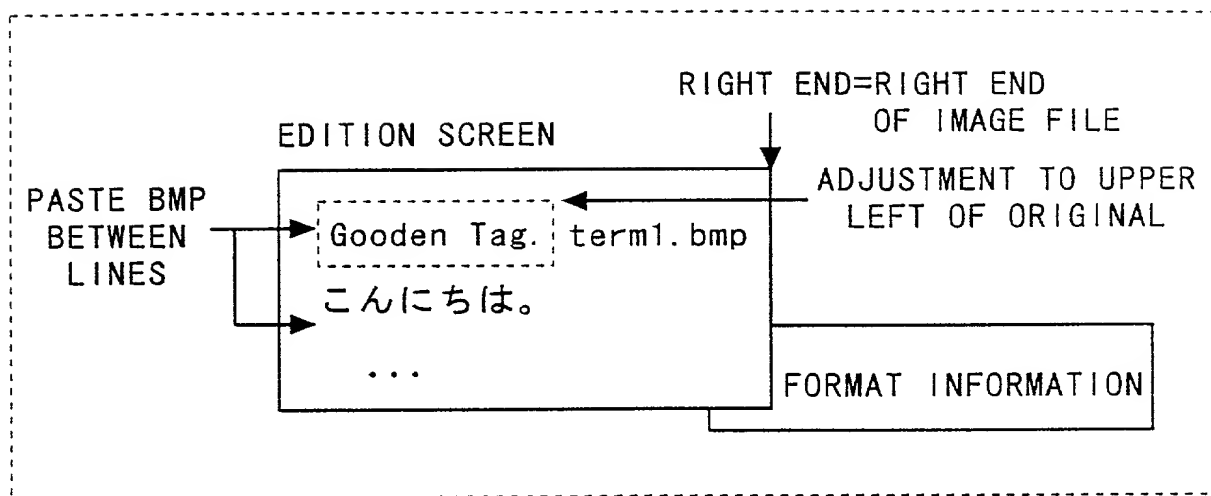 RIGHT END=RIGHT END
OF IMAGE FILE
EDITION SCREEN
ADJUSTMENT TO UPPER
LEFT OF ORIGINAL
PASTE BMP
BETWEEN
LINES
Gooden Tag. term1.bmp
こんにちは。
...
FORMAT INFORMATION